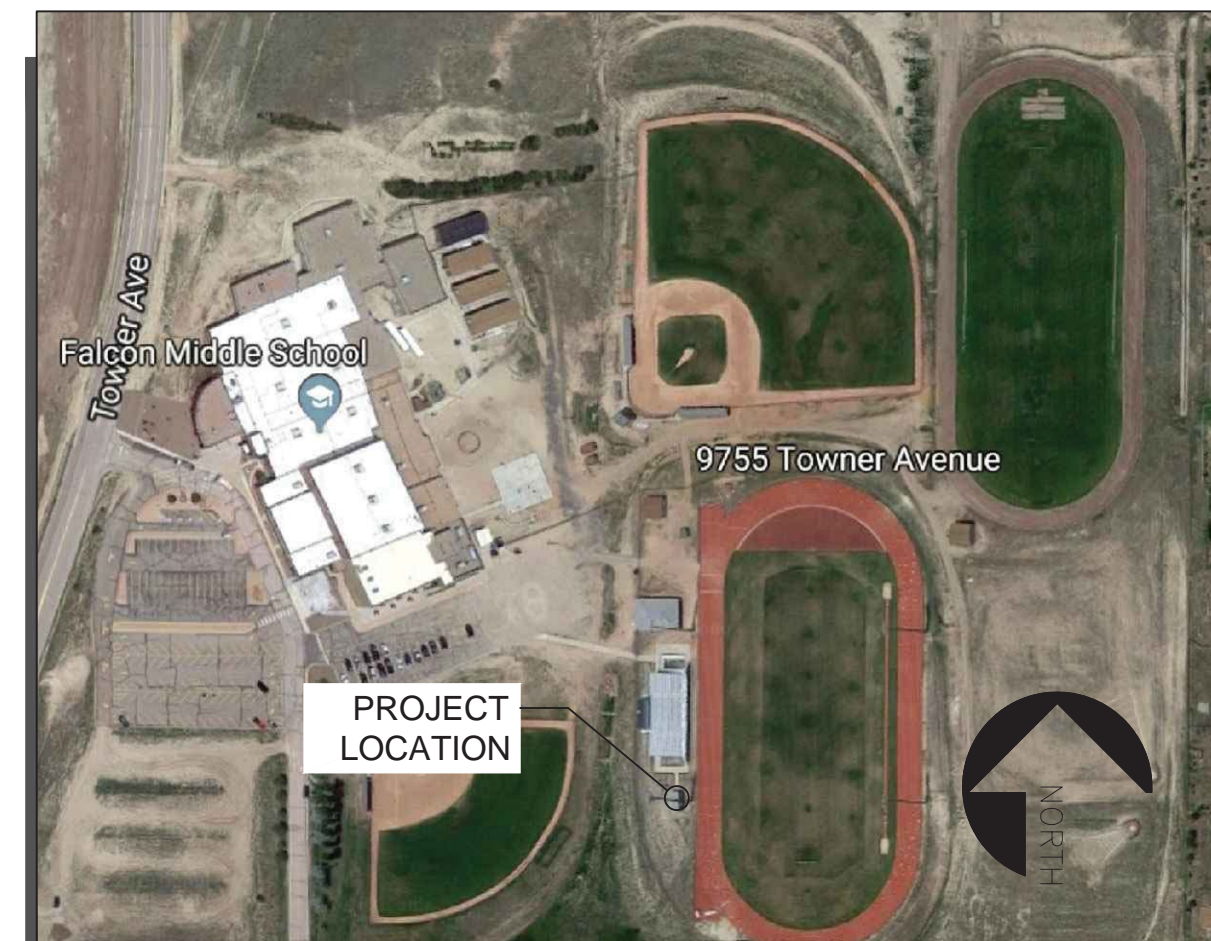 Towner Ave
Falcon Middle School
9755 Towner Avenue
PROJECT
LOCATION
NORTH